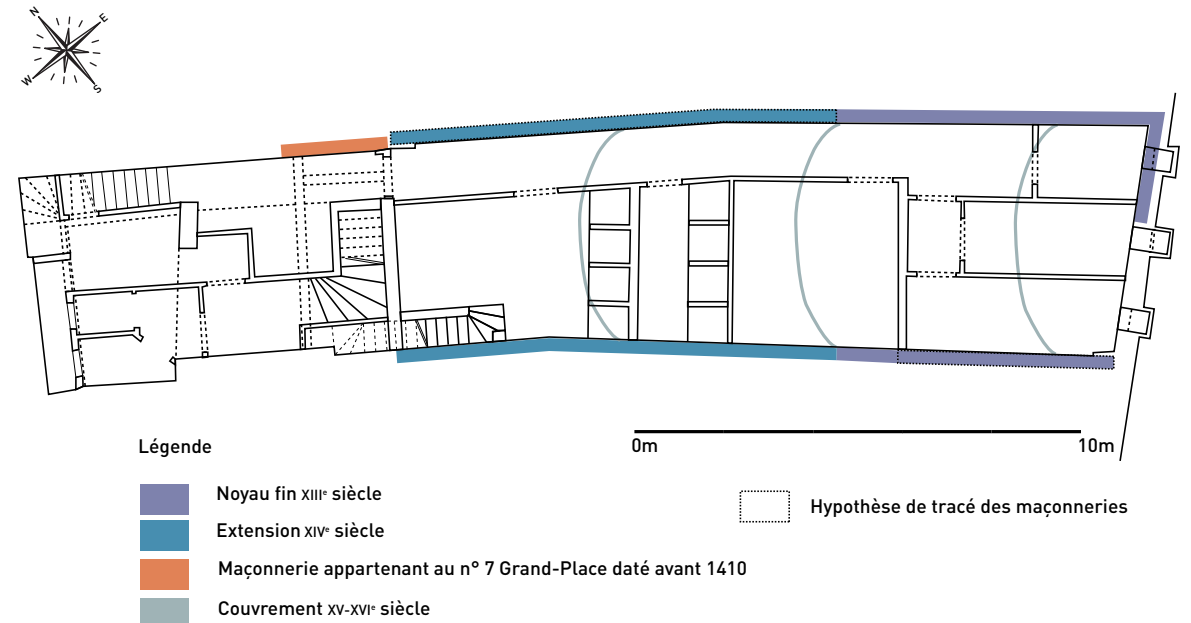 N
E
W
S
0m 10m
Légende
Noyau fin XIIIᵉ siècle
Extension XIVᵉ siècle
Maçonnerie appartenant au n° 7 Grand-Place daté avant 1410
Couvrement XV-XVIᵉ siècle
Hypothèse de tracé des maçonneries